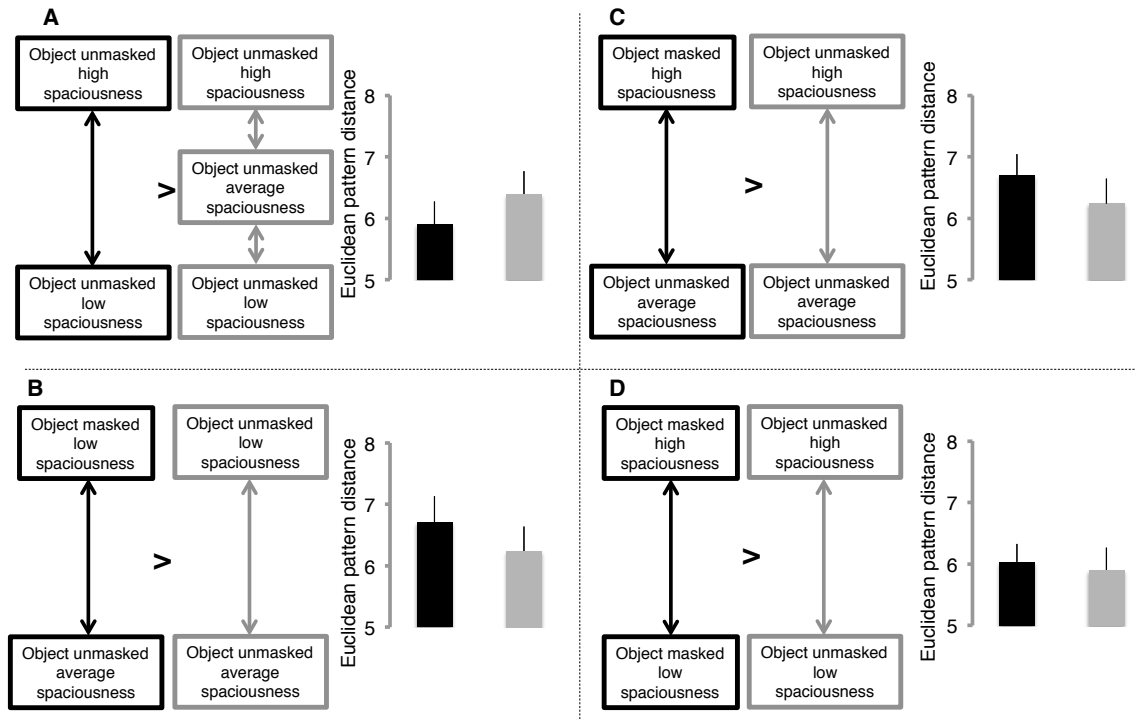 A
Object unmasked
high
spaciousness
Object unmasked
high
spaciousness
>
Object unmasked
average
spaciousness
Object unmasked
low
spaciousness
Object unmasked
low
spaciousness
Euclidean pattern distance
8
7
6
5
B
Object masked
low
spaciousness
Object unmasked
low
spaciousness
>
Object unmasked
average
spaciousness
Object unmasked
average
spaciousness
Euclidean pattern distance
8
7
6
5
C
Object masked
high
spaciousness
Object unmasked
high
spaciousness
>
Object unmasked
average
spaciousness
Object unmasked
average
spaciousness
Euclidean pattern distance
8
7
6
5
D
Object masked
high
spaciousness
Object unmasked
high
spaciousness
>
Object masked
low
spaciousness
Object unmasked
low
spaciousness
Euclidean pattern distance
8
7
6
5